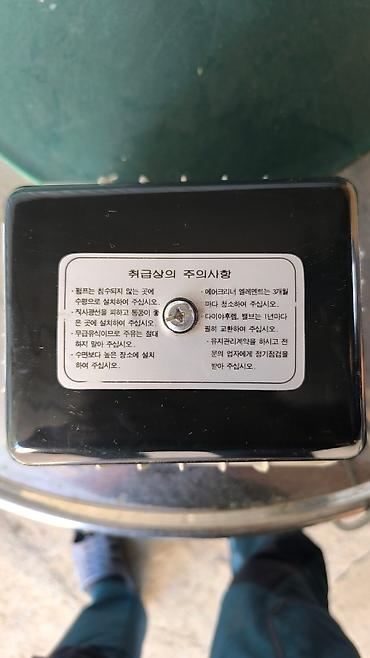 취급상의 주의사항
· 펌프는 침수되지 않는 곳에
수평으로 설치하여 주십시오.
· 직사광선을 피하고 통풍이
은 곳에 설치하여 주십시오.
· 무급유식이므로 주유는 절대
하지 말아 주십시오.
· 수면보다 높은 장소에 설치
하여 주십시오.
· 에어크리너 엘레멘트는 3개월
마다 청소하여 주십시오.
다이아후렘, 밸브는 1년마다
필히 교환하여 주십시오.
· 유지관리계약을 하시고 전
문의 업자에게 정기점검을
받아 주십시오.